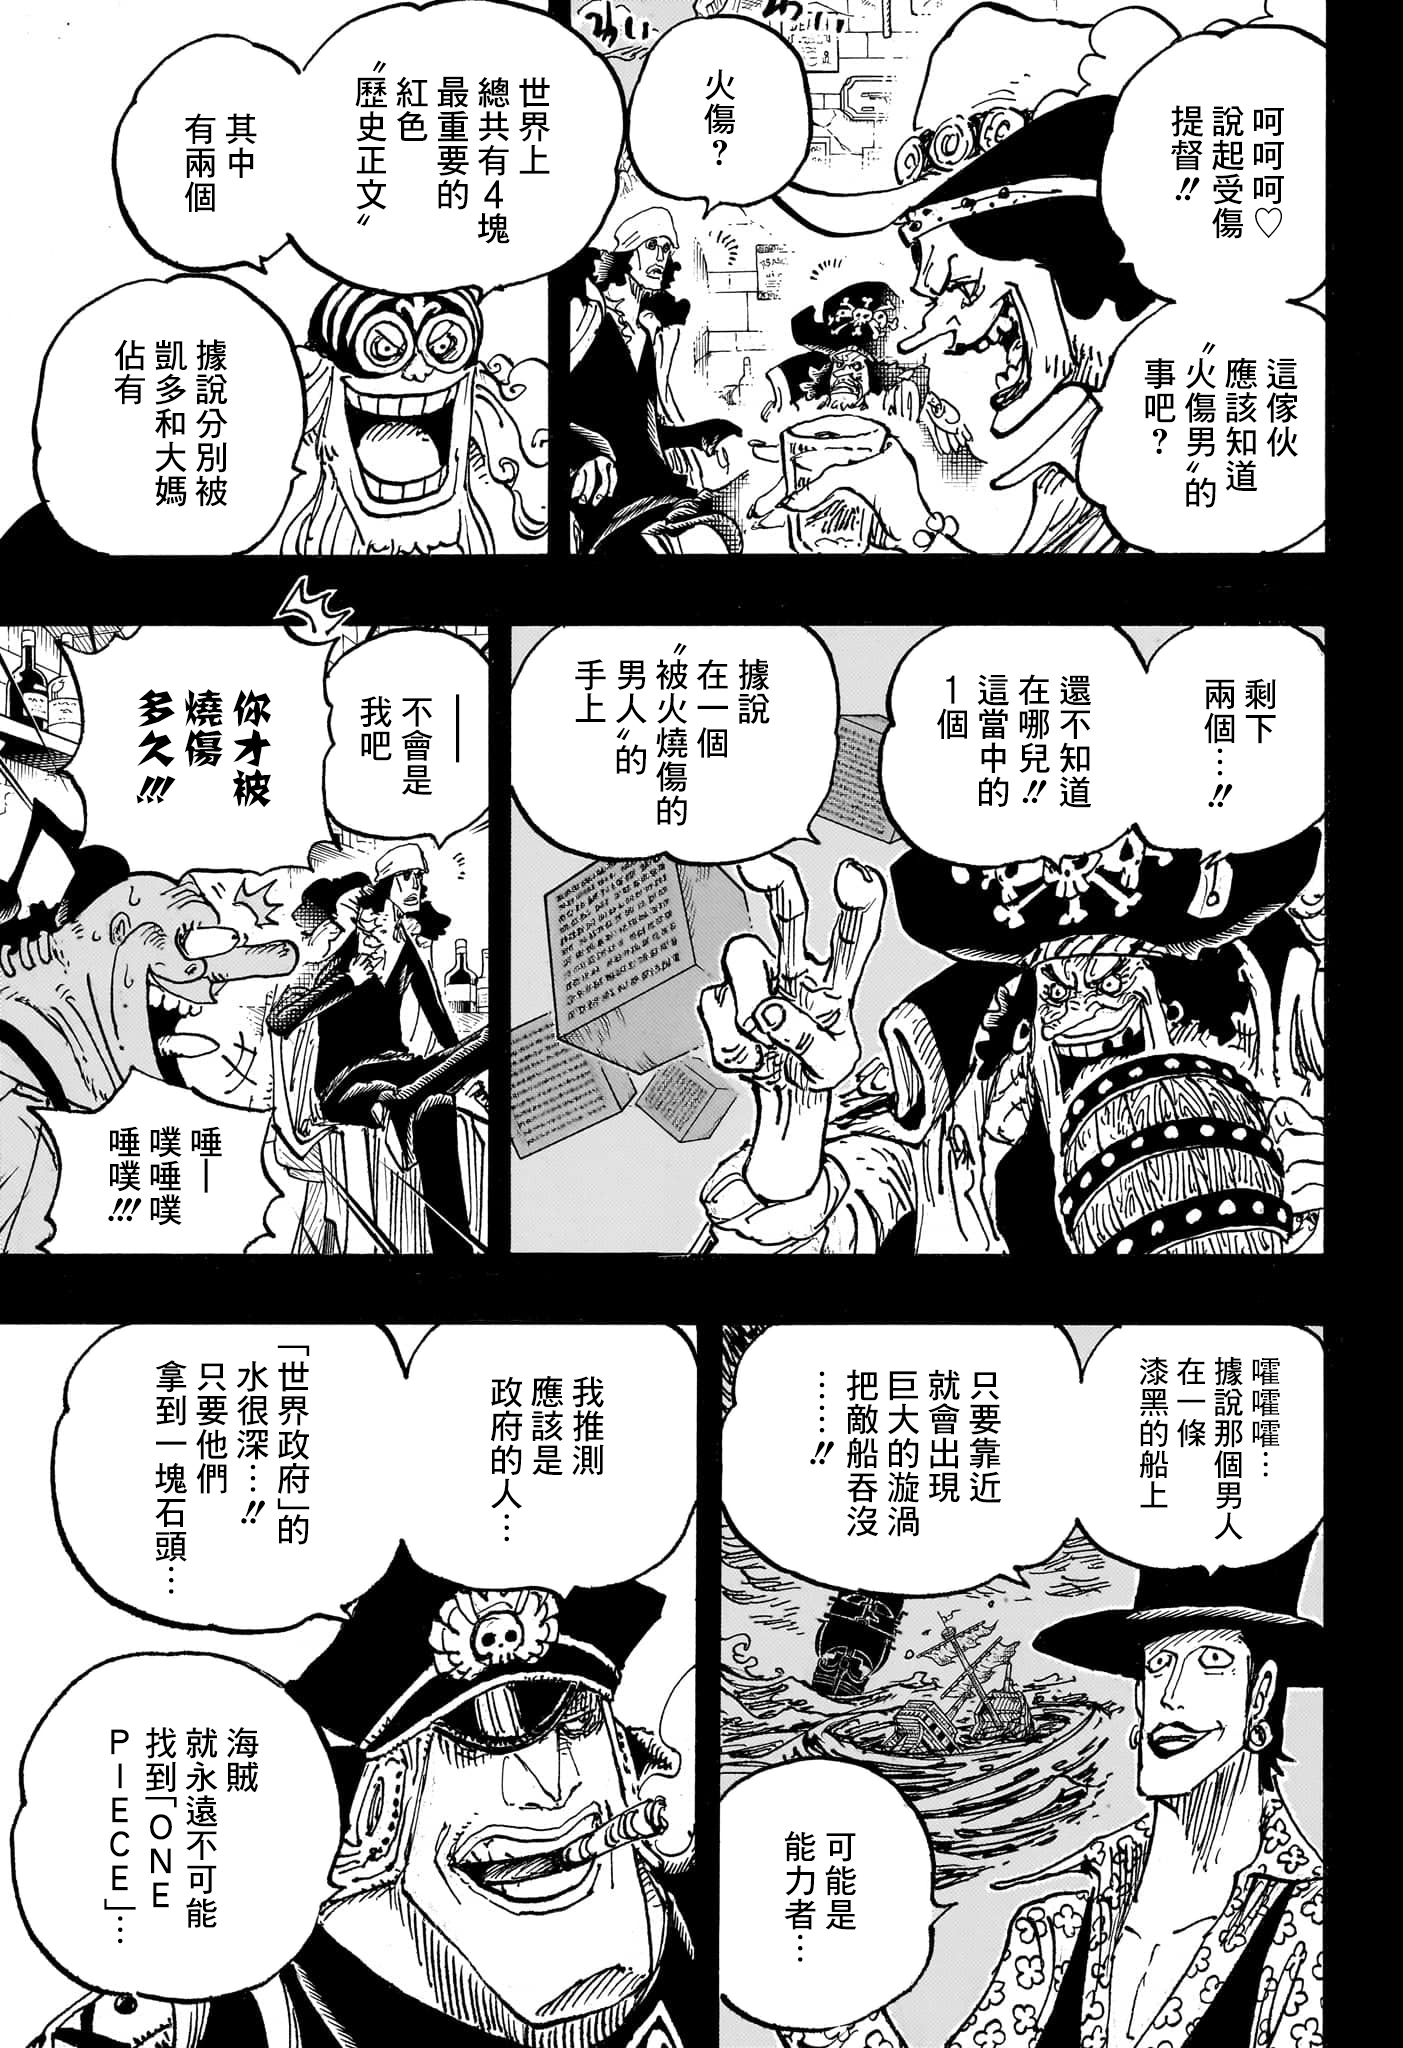 呵呵呵♡
說起受傷
提督!!
這傢伙
應該知道
〝火傷男〞的
事吧?
火傷?
世界上
總共有4塊
最重要的
紅色
〝歷史正文〞
其中
有兩個
據說分別被
凱多和大媽
佔有
剩下
兩個…!!
還不知道
在哪兒!!
這當中的
1個
據說
在一個
〝被火燒傷的
男人〞的
手上
——
不會是
我吧
你才被
燒傷
多久!!!
唾—
噗唾噗
唾噗!!!
嚯嚯嚯…
據說那個男人
在一條
漆黑的船上
只要靠近
就會出現
巨大的漩渦
把敵船吞沒
……!!
可能是
能力者…
我推測
應該是
政府的人…
「世界政府」的
水很深…!!
只要他們
拿到一塊石頭…
海賊
就永遠不可能
找到「ONE
PIECE」…